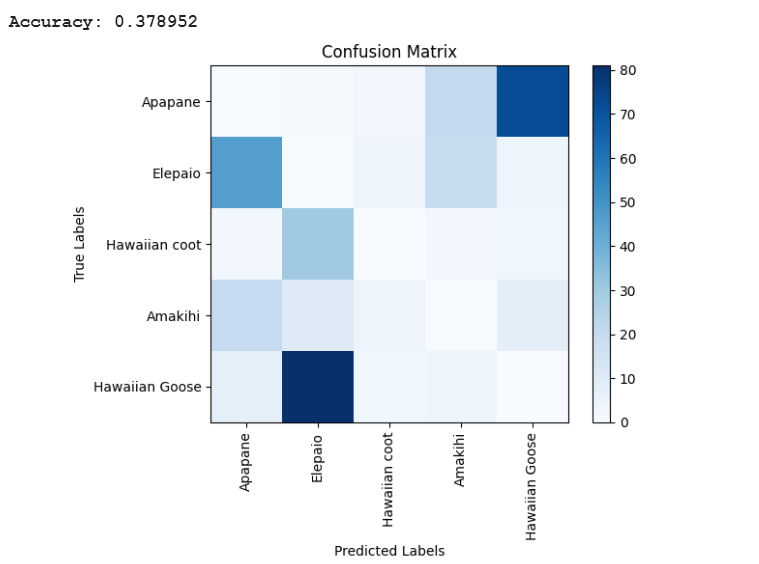 Accuracy: 0.378952
Confusion Matrix
True Labels
Apapane
Elepaio
Hawaiian coot
Amakihi
Hawaiian Goose
80
70
60
50
40
30
20
10
0
Apapane
Elepaio
Hawaiian coot
Amakihi
Hawaiian Goose
Predicted Labels